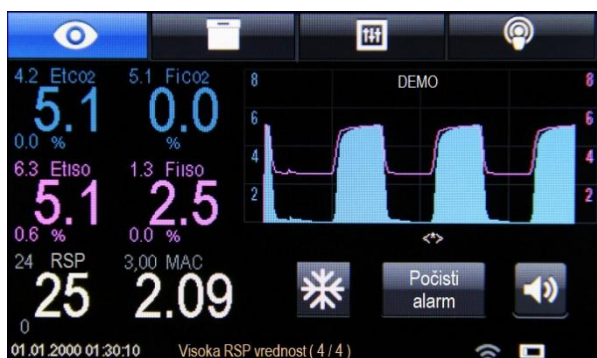 4.2 Etco2 5.1 Fico2
5.1 0.0
0.0 % %
6.3 Etiso 1.3 Fiiso
5.1 2.5
0.6 % 0.0 %
24 RSP 3,00 MAC
25 2.09
0
8 DEMO 8
6 6
4 4
2 2
<*>
Počisti
alarm
01.01.2000 01:30:10 Visoka RSP vrednost ( 4 / 4 )